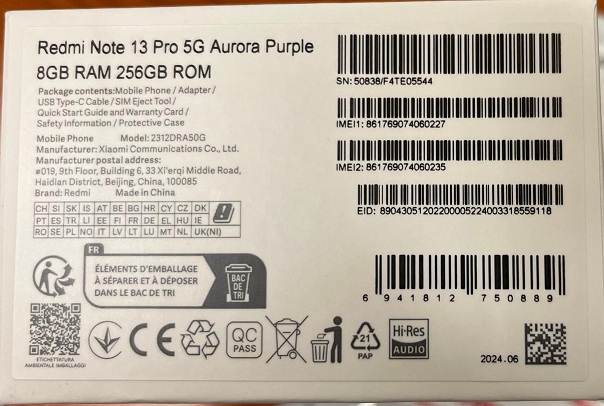 Redmi Note 13 Pro 5G Aurora Purple
8GB RAM 256GB ROM
Package contents:Mobile Phone / Adapter /
USB Type-C Cable / SIM Eject Tool /
Quick Start Guide and Warranty Card /
Safety Information / Protective Case
Mobile Phone Model: 2312DRA50G
Manufacturer: Xiaomi Communications Co., Ltd.
Manufacturer postal address:
#019, 9th Floor, Building 6, 33 Xi'erqi Middle Road,
Haidian District, Beijing, China, 100085
Brand: Redmi Made in China
CH SI SK IS AT BE BG HR CY CZ DK
PT ES TR LI EE FI FR DE EL HU IE
RO SE PL NO IT LV LT LU MT UK(NI)
SN: 50838/F4TE05544
IMEI1: 861769074060227
IMEI2: 861769074060235
EID: 89043051202200005224003318559118
6 941812 750889
FR
ÉLÉMENTS D'EMBALLAGE
À SÉPARER ET À DÉPOSER
DANS LE BAC DE TRI
BAC
DE
TRI
ETICHETTATURA
AMBIENTALE IMBALLAGGI
CE
QC
PASS
21
PAP
Hi-Res
AUDIO
2024.06